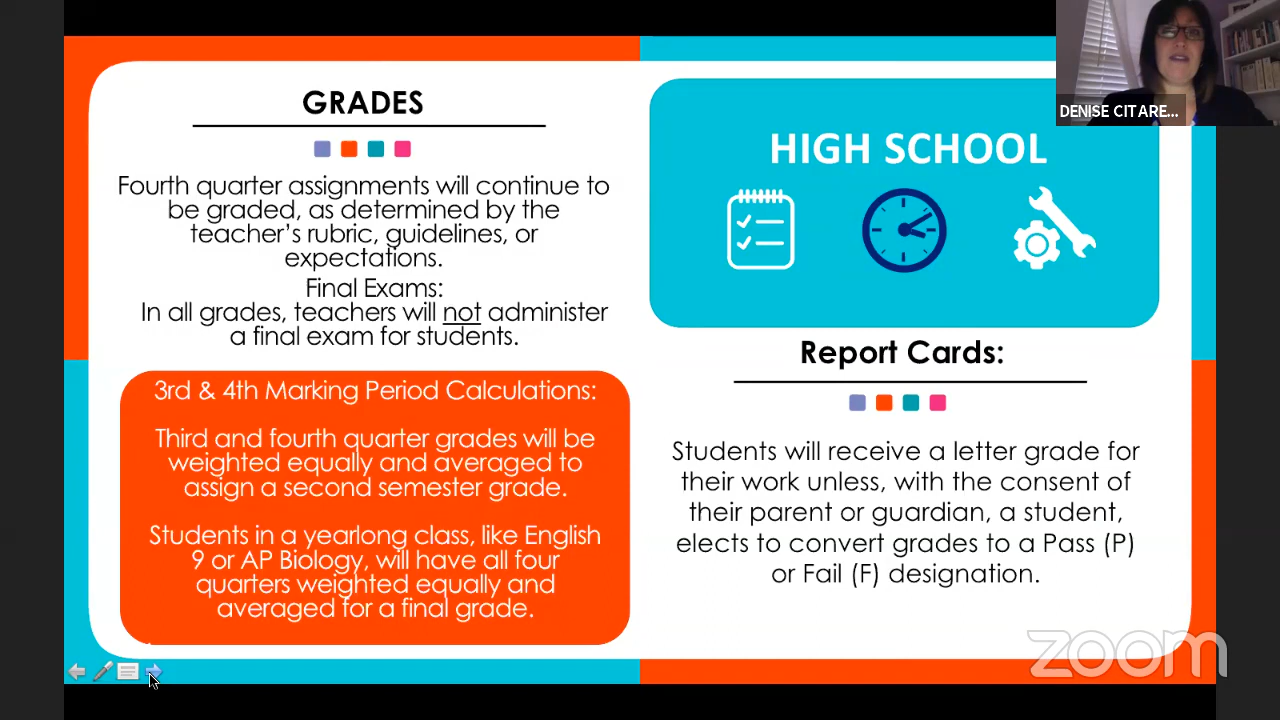 GRADES
Fourth quarter assignments will continue to
be graded, as determined by the
teacher’s rubric, guidelines, or
expectations.
Final Exams:
In all grades, teachers will not administer
a final exam for students.
3rd & 4th Marking Period Calculations:
Third and fourth quarter grades will be
weighted equally and averaged to
assign a second semester grade.
Students in a yearlong class, like English
9 or AP Biology, will have all four
quarters weighted equally and
averaged for a final grade.
HIGH SCHOOL
Report Cards:
Students will receive a letter grade for
their work unless, with the consent of
their parent or guardian, a student,
elects to convert grades to a Pass (P)
or Fail (F) designation.
DENISE CITARE...
zoom